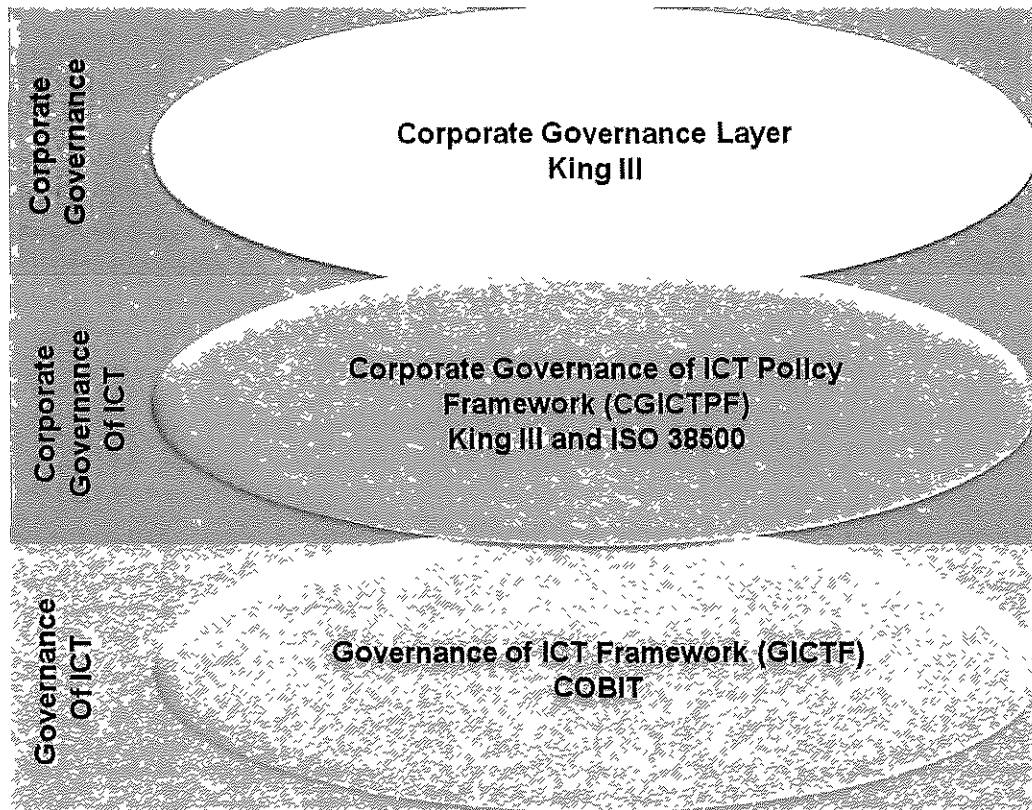 Corporate
Governance
Corporate Governance Layer
King III
Corporate
Governance
Of ICT
Corporate Governance of ICT Policy
Framework (CGICTPF)
King III and ISO 38500
Governance
Of ICT
Governance of ICT Framework (GICTF)
COBIT